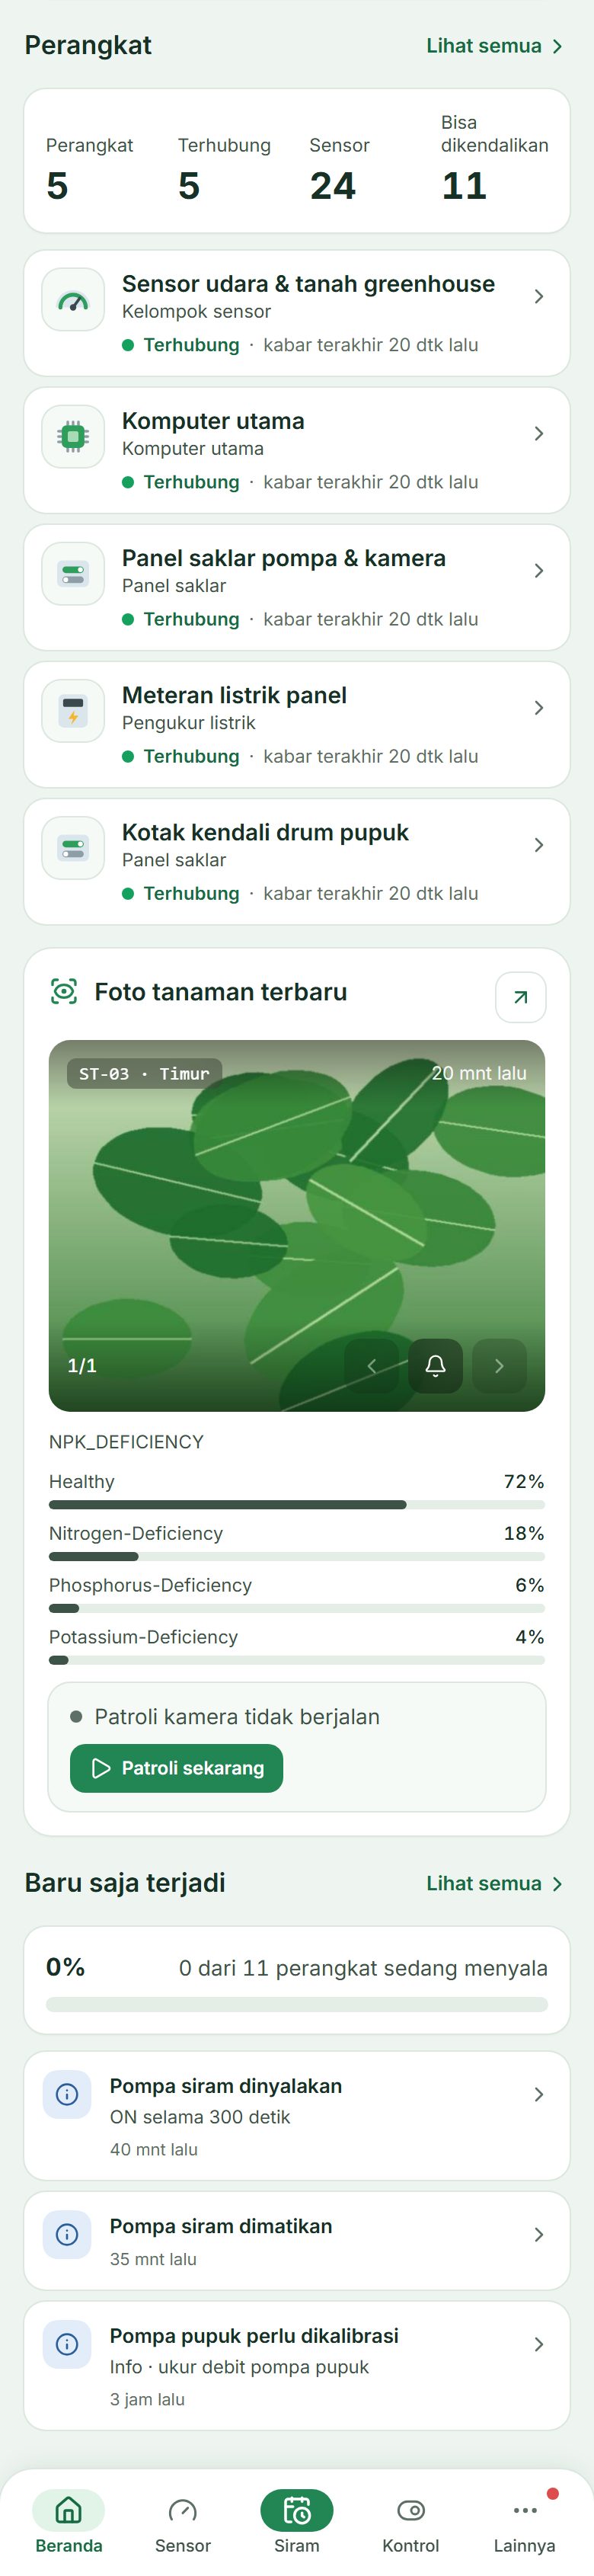 Perangkat
Lihat semua
Perangkat
5
Terhubung
5
Sensor
24
Bisa
dikendalikan
11
Sensor udara & tanah greenhouse
Kelompok sensor
Terhubung · kabar terakhir 20 dtk lalu
Komputer utama
Komputer utama
Terhubung · kabar terakhir 20 dtk lalu
Panel saklar pompa & kamera
Panel saklar
Terhubung · kabar terakhir 20 dtk lalu
Meteran listrik panel
Pengukur listrik
Terhubung · kabar terakhir 20 dtk lalu
Kotak kendali drum pupuk
Panel saklar
Terhubung · kabar terakhir 20 dtk lalu
Foto tanaman terbaru
ST-03 · Timur
20 mnt lalu
1/1
NPK_DEFICIENCY
Healthy 72%
Nitrogen-Deficiency 18%
Phosphorus-Deficiency 6%
Potassium-Deficiency 4%
Patroli kamera tidak berjalan
Patroli sekarang
Baru saja terjadi
Lihat semua
0%
0 dari 11 perangkat sedang menyala
Pompa siram dinyalakan
ON selama 300 detik
40 mnt lalu
Pompa siram dimatikan
35 mnt lalu
Pompa pupuk perlu dikalibrasi
Info · ukur debit pompa pupuk
3 jam lalu
Beranda
Sensor
Siram
Kontrol
Lainnya